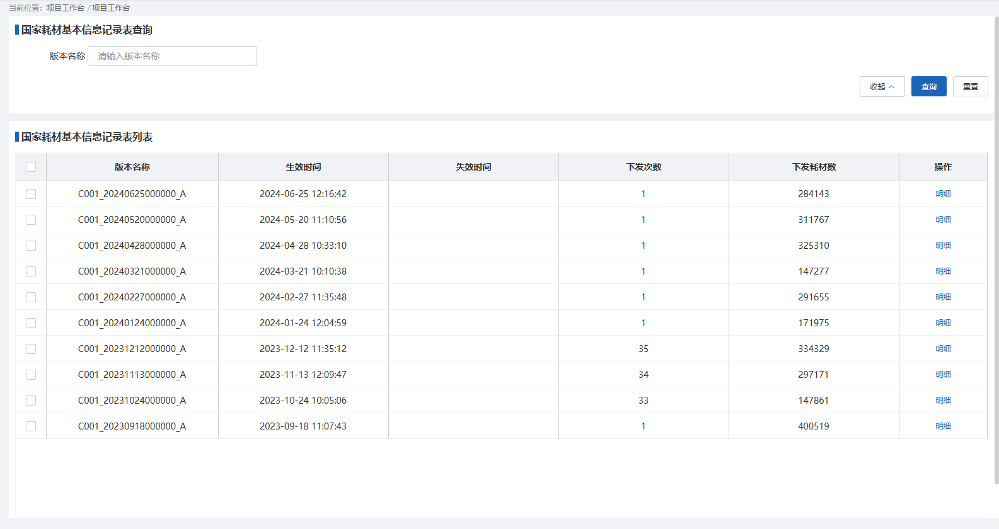 当前位置： 项目工作台 / 项目工作台
国家耗材基本信息记录表查询
版本名称 请输入版本名称
收起 查询 重置
国家耗材基本信息记录表列表
版本名称 生效时间 失效时间 下发次数 下发耗材数 操作
C001_20240625000000_A 2024-06-25 12:16:42 1 284143 明细
C001_20240520000000_A 2024-05-20 11:10:56 1 311767 明细
C001_20240428000000_A 2024-04-28 10:33:10 1 325310 明细
C001_20240321000000_A 2024-03-21 10:10:38 1 147277 明细
C001_20240227000000_A 2024-02-27 11:35:48 1 291655 明细
C001_20240124000000_A 2024-01-24 12:04:59 1 171975 明细
C001_20231212000000_A 2023-12-12 11:35:12 35 334329 明细
C001_20231113000000_A 2023-11-13 12:09:47 34 297171 明细
C001_20231024000000_A 2023-10-24 10:05:06 33 147861 明细
C001_20230918000000_A 2023-09-18 11:07:43 1 400519 明细